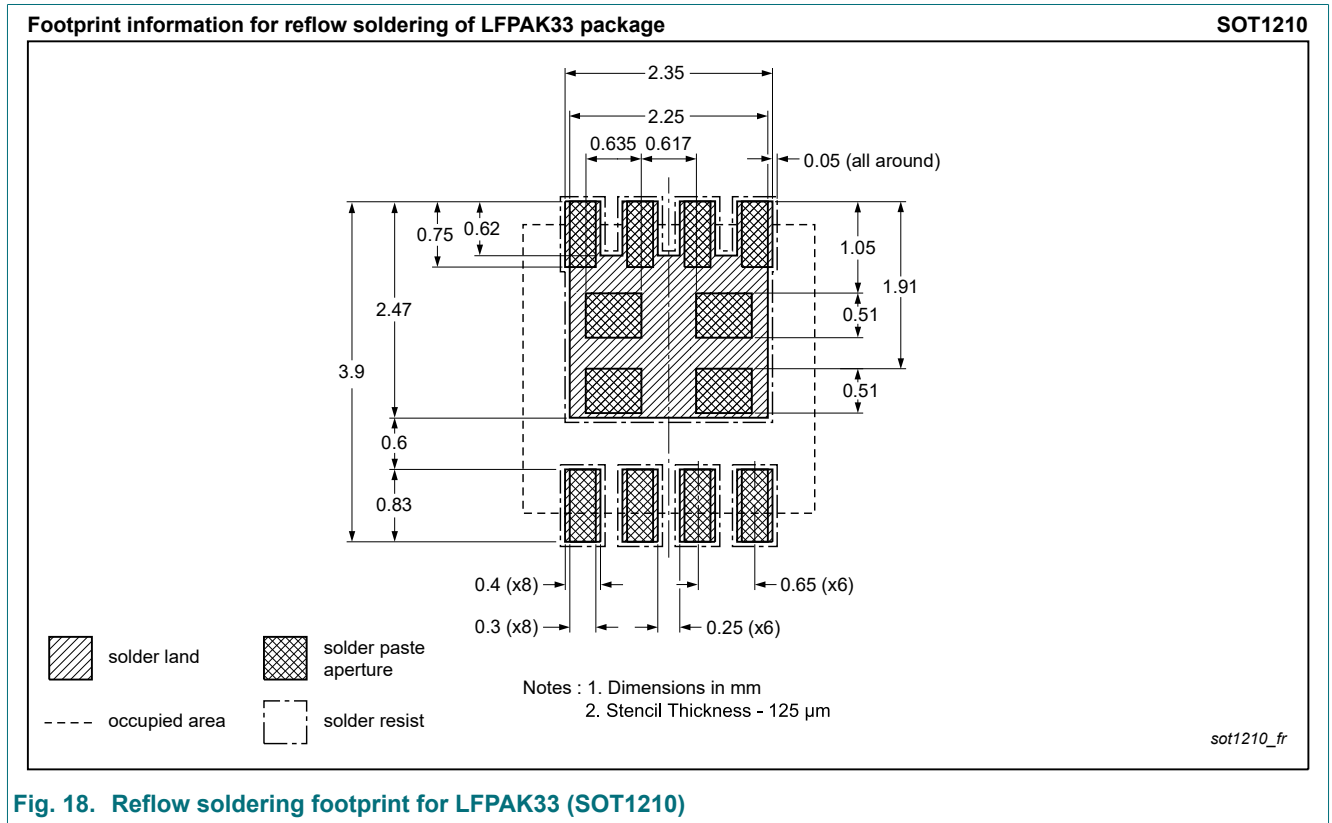 Footprint information for reflow soldering of LFPAK33 package SOT1210
2.35
2.25
0.635 0.617
0.05 (all around)
0.75 0.62
1.05
1.91
2.47
0.51
3.9
0.51
0.6
0.83
0.4 (x8)
0.65 (x6)
0.3 (x8)
0.25 (x6)
solder land
solder paste
aperture
occupied area
solder resist
Notes : 1. Dimensions in mm
2. Stencil Thickness - 125 μm
sot1210_fr
Fig. 18. Reflow soldering footprint for LFPAK33 (SOT1210)